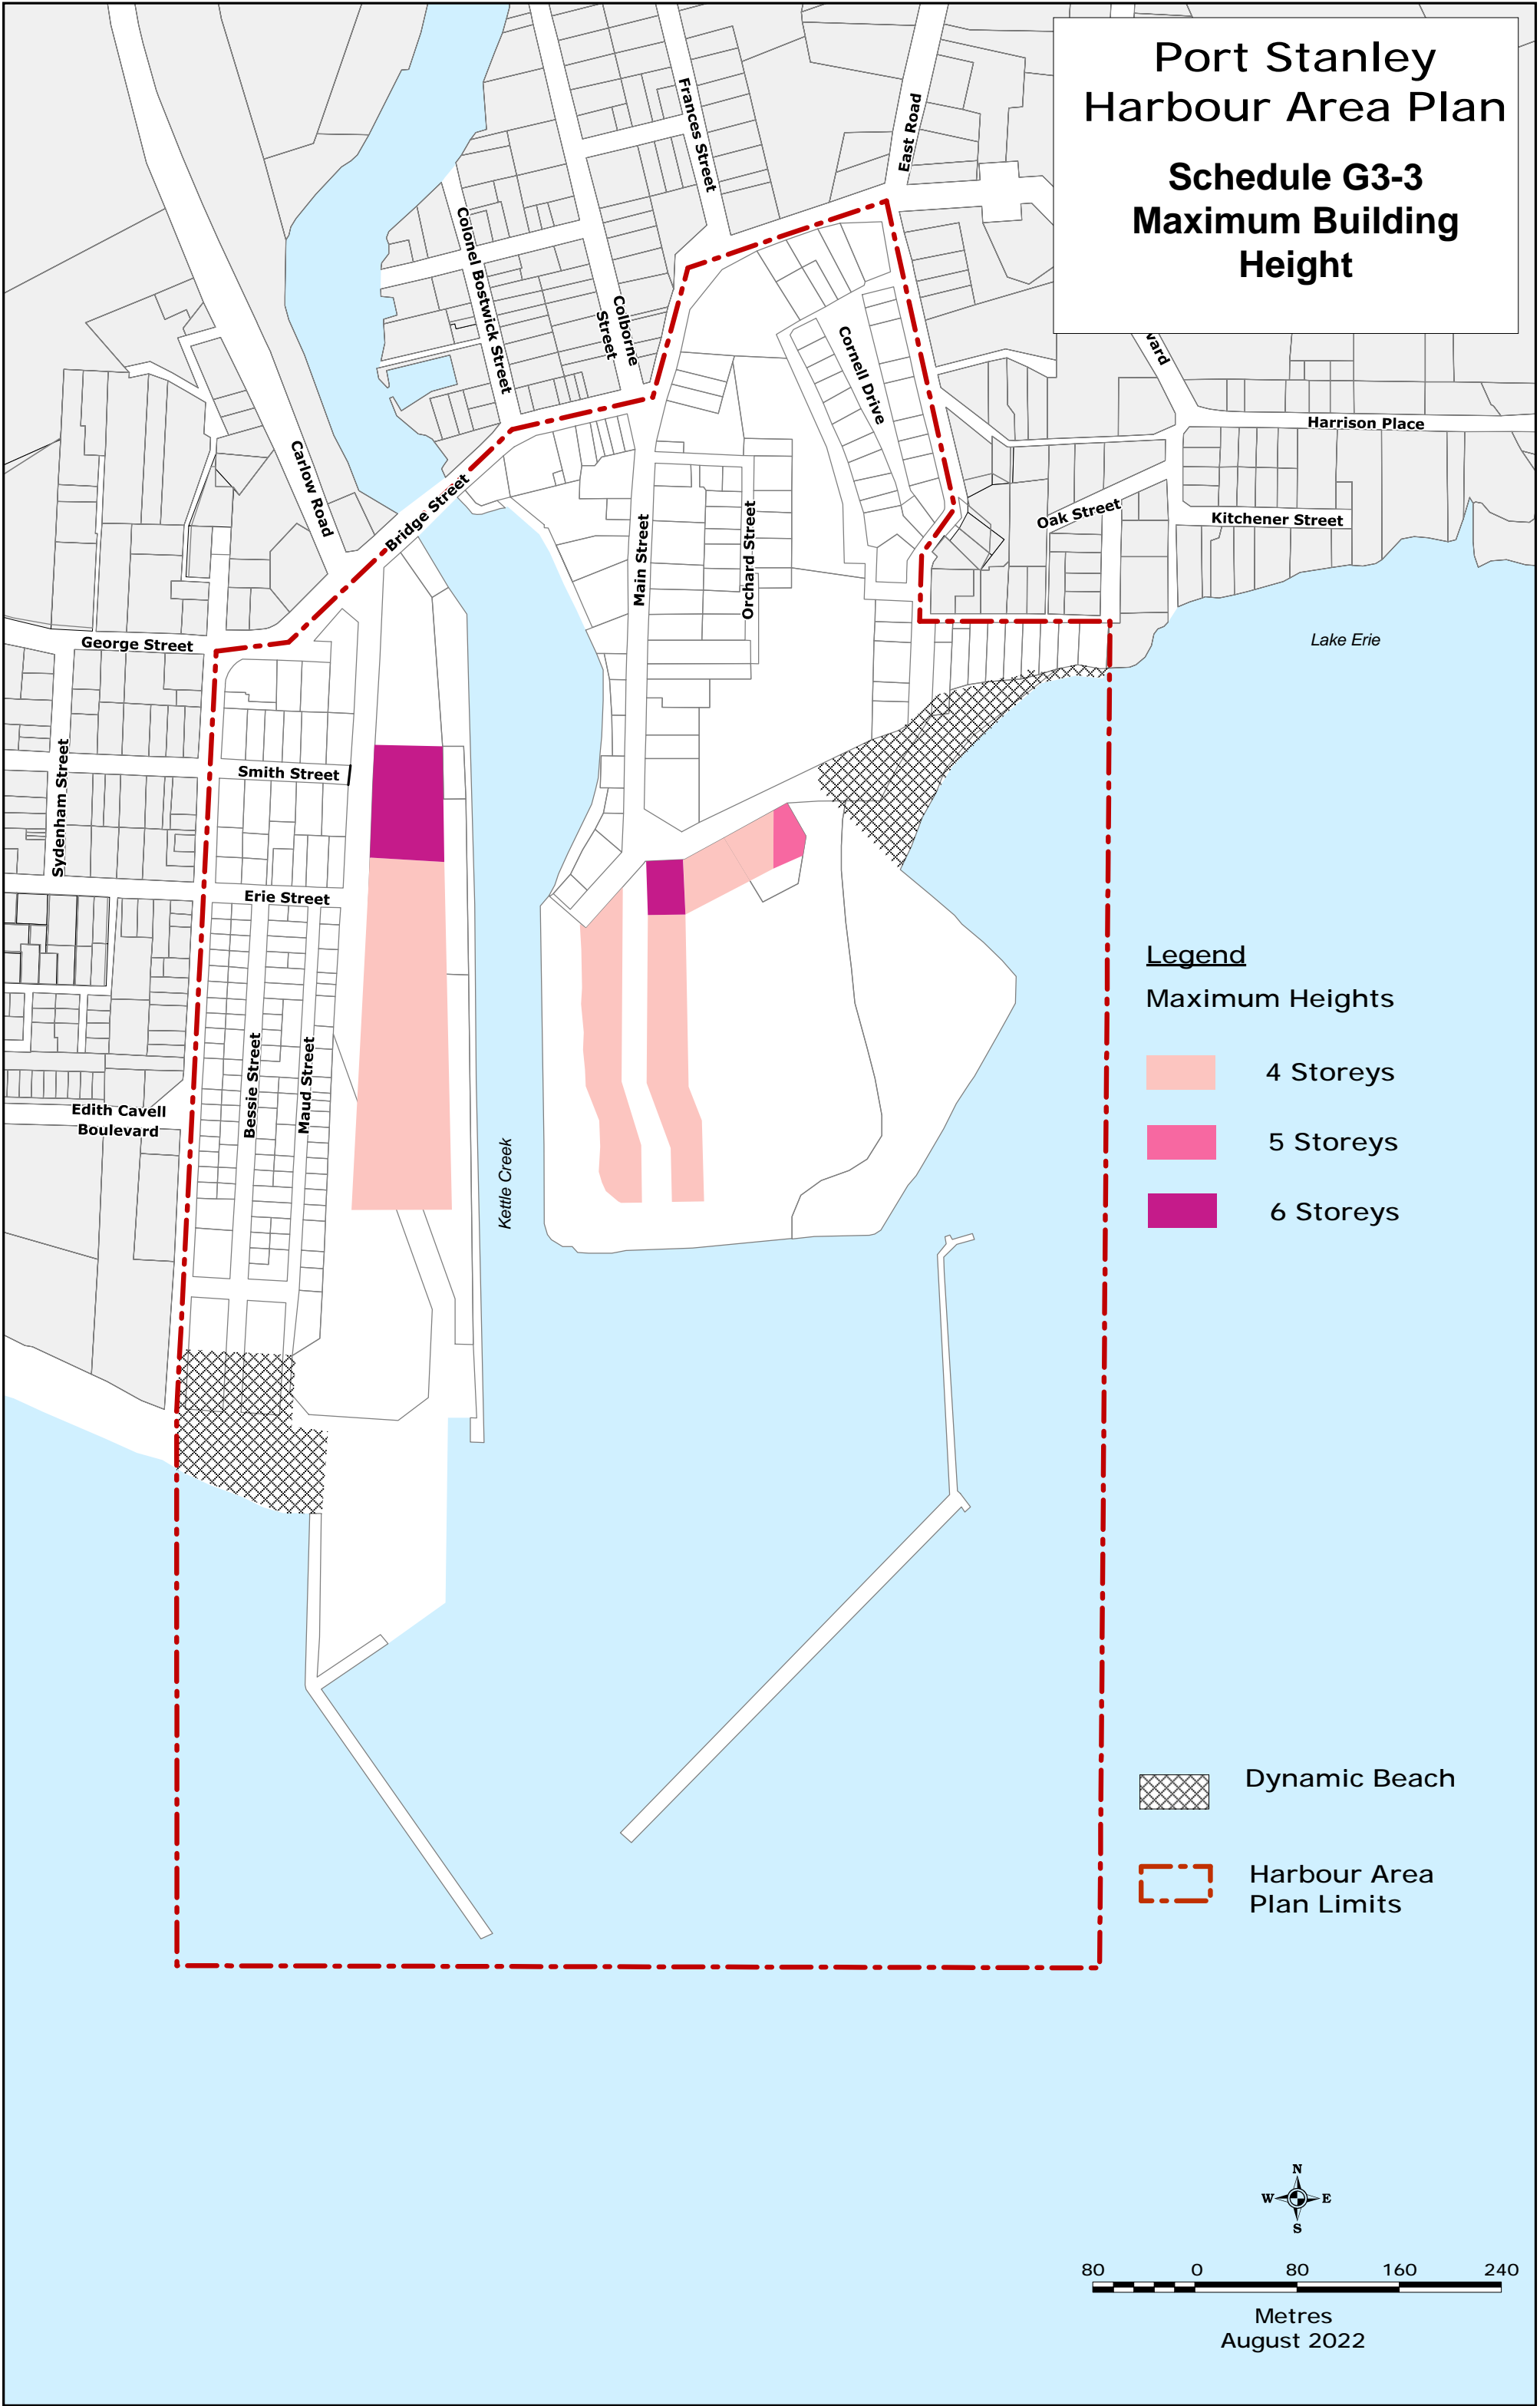 Port Stanley
Harbour Area Plan
Schedule G3-3
Maximum Building
Height
Frances Street
East Road
Colonel Bostwick Street
Colborne
Street
Cornell Drive
Harrison Place
Carlow Road
Bridge Street
Oak Street
Kitchener Street
Main Street
Orchard Street
George Street
Lake Erie
Sydenham Street
Smith Street
Erie Street
Bessie Street
Maud Street
Edith Cavell
Boulevard
Kettle Creek
Legend
Maximum Heights
4 Storeys
5 Storeys
6 Storeys
Dynamic Beach
Harbour Area
Plan Limits
N
W E
S
80 0 80 160 240
Metres
August 2022